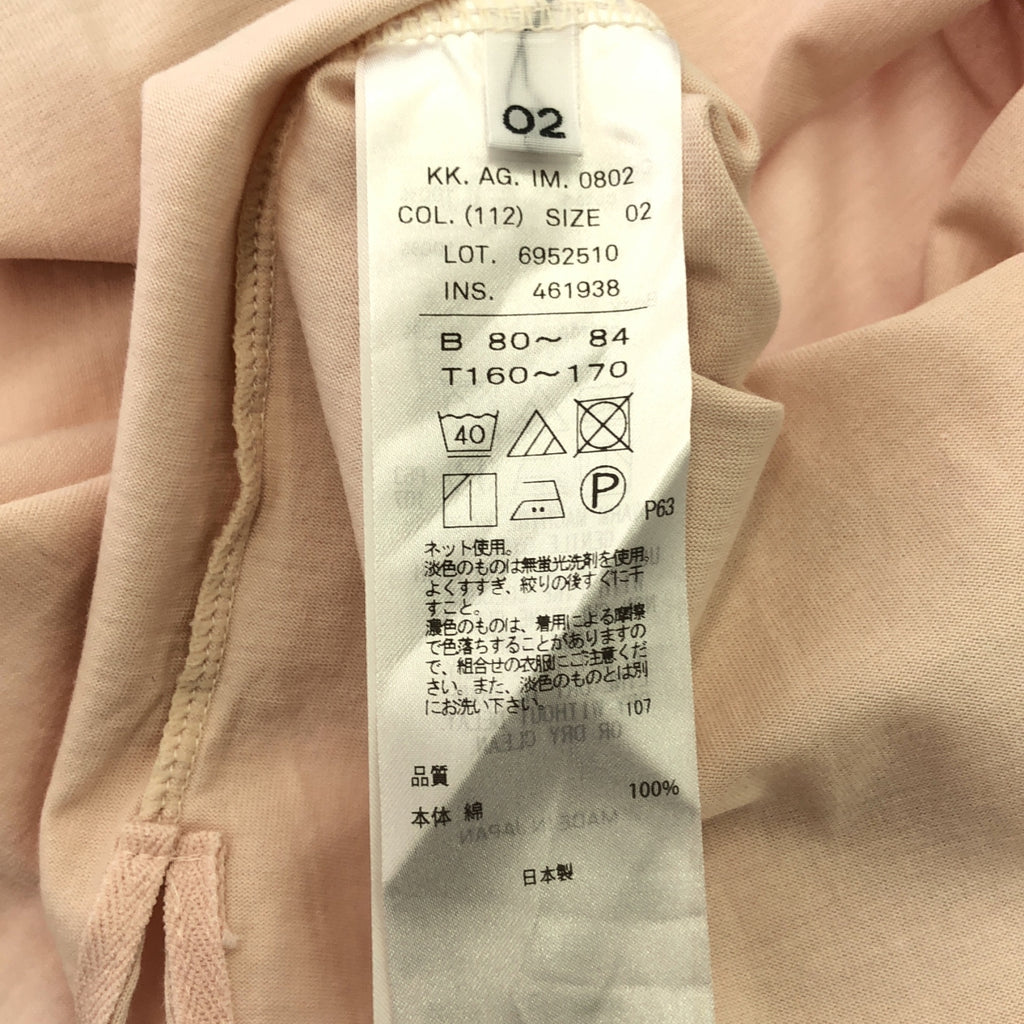 02
KK. AG. IM. 0802
COL. (112) SIZE 02
LOT. 6952510
INS. 461938
B 80～ 84
T160～170
40
P
P63
ネット使用。
淡色のものは無蛍光洗剤を使用。
よくすすぎ、絞りの後すぐに干
すこと。
濃色のものは、着用による摩擦
で色落ちすることがありますの
で、組合せの衣服にご注意くだ
さい。また、淡色のものとは別
にお洗い下さい。
107
品質
本体 綿 100%
日本製